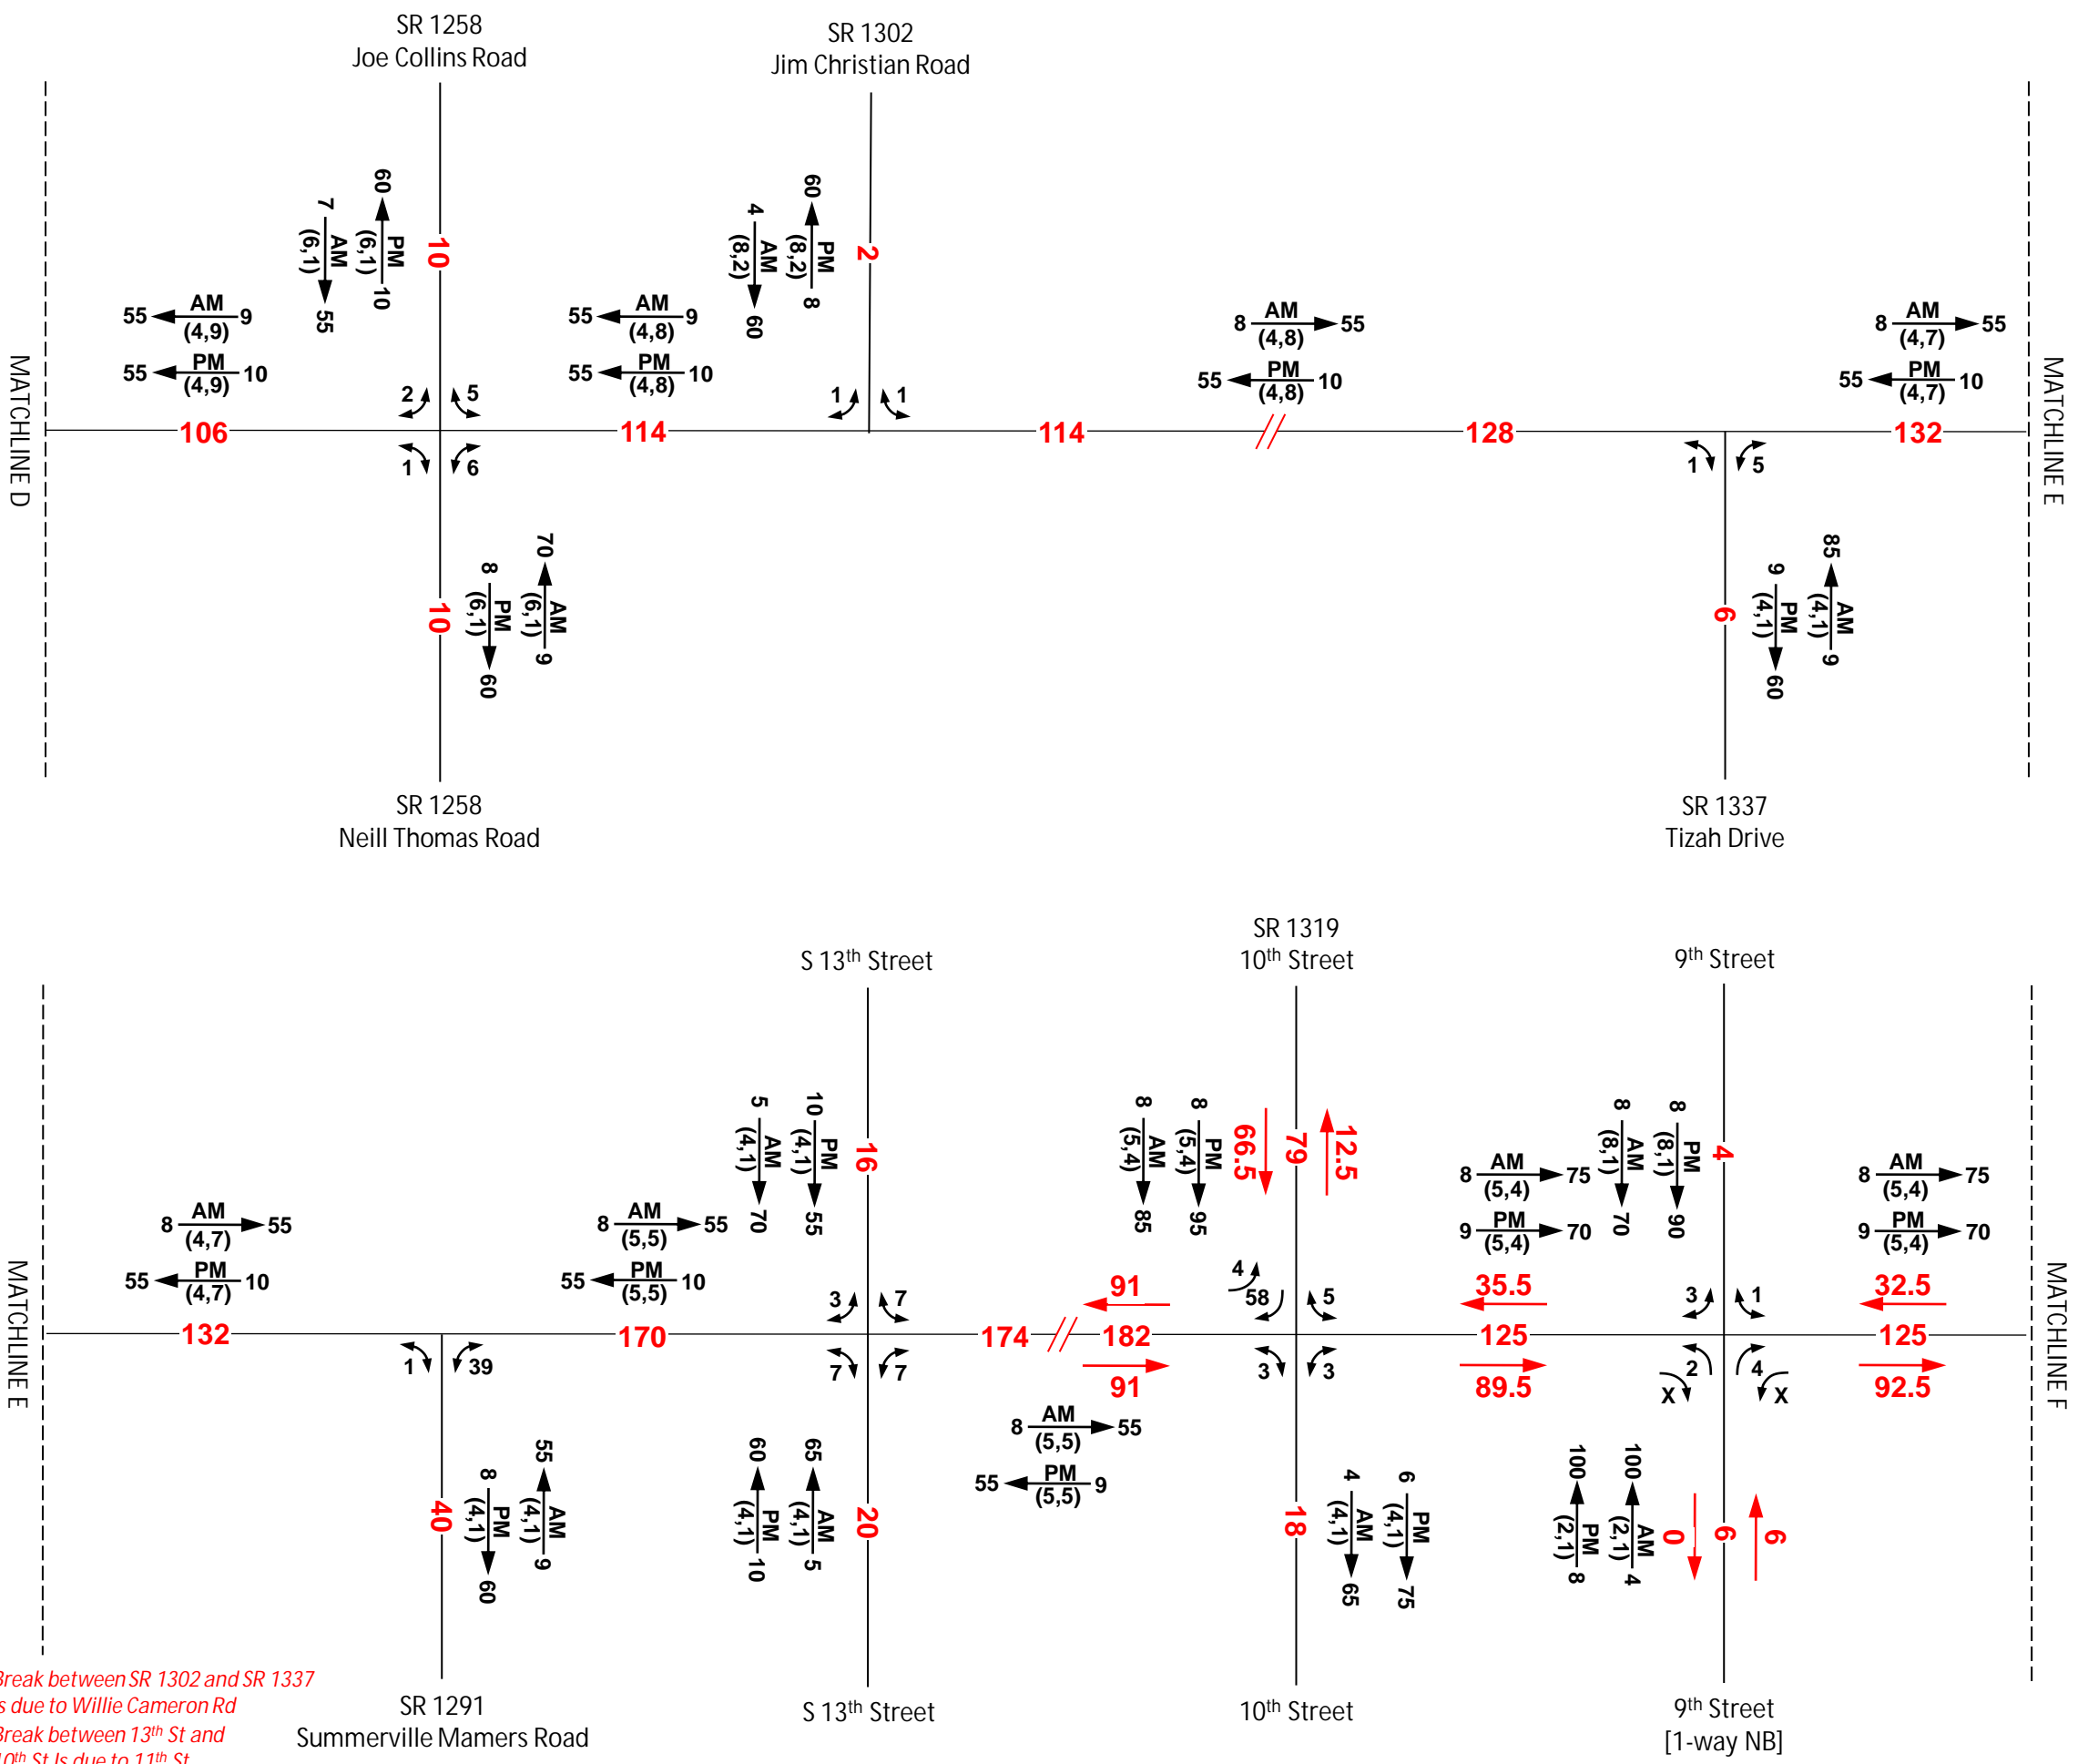 SR 1258
Joe Collins Road
SR 1302
Jim Christian Road
60 PM (6,1) 10
7 AM (6,1) 55
10
60 PM (8,2) 8
4 AM (8,2) 60
2
55 AM (4,9) 9
55 PM (4,9) 10
55 AM (4,8) 9
55 PM (4,8) 10
8 AM (4,8) 55
55 PM (4,8) 10
8 AM (4,7) 55
55 PM (4,7) 10
MATCHLINE D
MATCHLINE E
2 5
1 1
106 114 114 128 132
1 6
1 5
10
8 PM (6,1) 60
70 AM (6,1) 9
6
9 PM (4,1) 60
85 AM (4,1) 9
SR 1258
Neill Thomas Road
SR 1337
Tizah Drive
S 13th Street
SR 1319
10th Street
9th Street
5 AM (4,1) 70
10 PM (4,1) 55
16
8 AM (5,4) 85
8 PM (5,4) 95
66.5
79
12.5
8 AM (5,4) 75
9 PM (5,4) 70
8 AM (8,1) 70
8 PM (8,1) 90
4
8 AM (5,4) 75
9 PM (5,4) 70
8 AM (4,7) 55
55 PM (4,7) 10
8 AM (5,5) 55
55 PM (5,5) 10
MATCHLINE E
MATCHLINE F
3 7
91
4
58 5
35.5
3 1
32.5
132 170 174 182 125 125
1 39
7 7
91
3 3
89.5
2 4
X X
92.5
8 AM (5,5) 55
55 PM (5,5) 9
40
8 PM (4,1) 60
55 AM (4,1) 9
60 PM (4,1) 10
65 AM (4,1) 5
20
18
4 AM (4,1) 65
6 PM (4,1) 75
100 PM (2,1) 8
100 AM (2,1) 4
0
6
6
Break between SR 1302 and SR 1337
is due to Willie Cameron Rd
Break between 13th St and
10th St Is due to 11th St
SR 1291
Summerville Mamers Road
S 13th Street
10th Street
9th Street
[1-way NB]